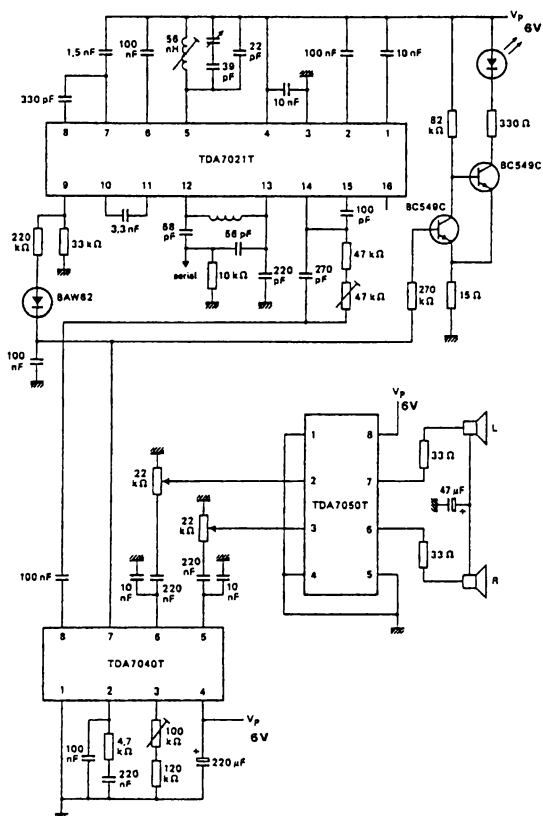 Vp
6V
1,5 nF
100 nF
56 nH
39 pF
22 pF
100 nF
10 nF
10 nF
330 pF
82 kΩ
330Ω
BC549C
BC549C
8 7 6 5 4 3 2 1
TDA7021T
9 10 11 12 13 14 15 16
220 kΩ
33 kΩ
3,3 nF
68 pF
56 pF
aerial
10 kΩ
220 pF
270 pF
100 pF
47 kΩ
47 kΩ
270 kΩ
15 Ω
BAW62
100 nF
Vp
6V
22 kΩ
22 kΩ
1 8
2 7
TDA7050T
3 6
4 5
33 Ω
L
47 µF
+
33 Ω
R
100 nF
10 nF
220 nF
220 nF
10 nF
8 7 6 5
TDA7040T
1 2 3 4
Vp
6V
100 nF
4,7 kΩ
220 nF
100 kΩ
120 kΩ
+
220 µF